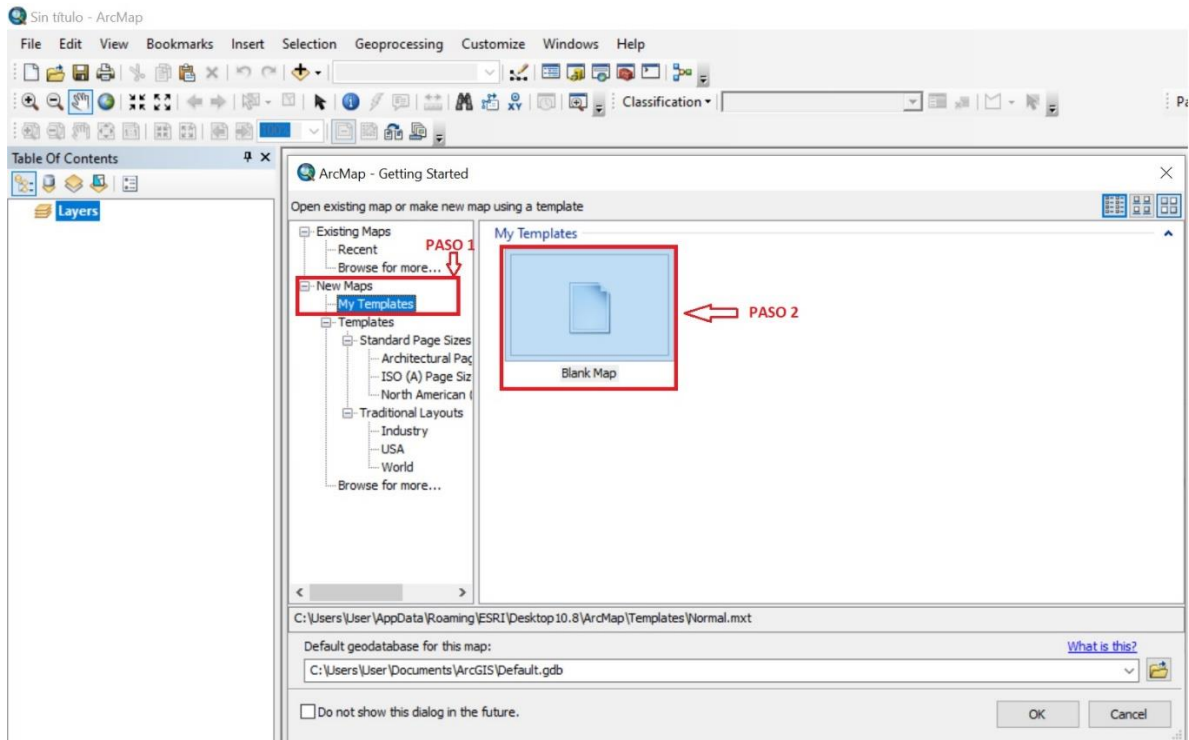 Sin título - ArcMap
File Edit View Bookmarks Insert Selection Geoprocessing Customize Windows Help
Classification
Table Of Contents
Layers
ArcMap - Getting Started
Open existing map or make new map using a template
Existing Maps
Recent
Browse for more...
PASO 1
New Maps
My Templates
Templates
Standard Page Sizes
Architectural Pag
ISO (A) Page Siz
North American (
Traditional Layouts
Industry
USA
World
Browse for more...
My Templates
Blank Map
PASO 2
C:\Users\User\AppData\Roaming\ESRI\Desktop10.8\ArcMap\Templates\Normal.mxt
Default geodatabase for this map:
What is this?
C:\Users\User\Documents\ArcGIS\Default.gdb
Do not show this dialog in the future.
OK Cancel